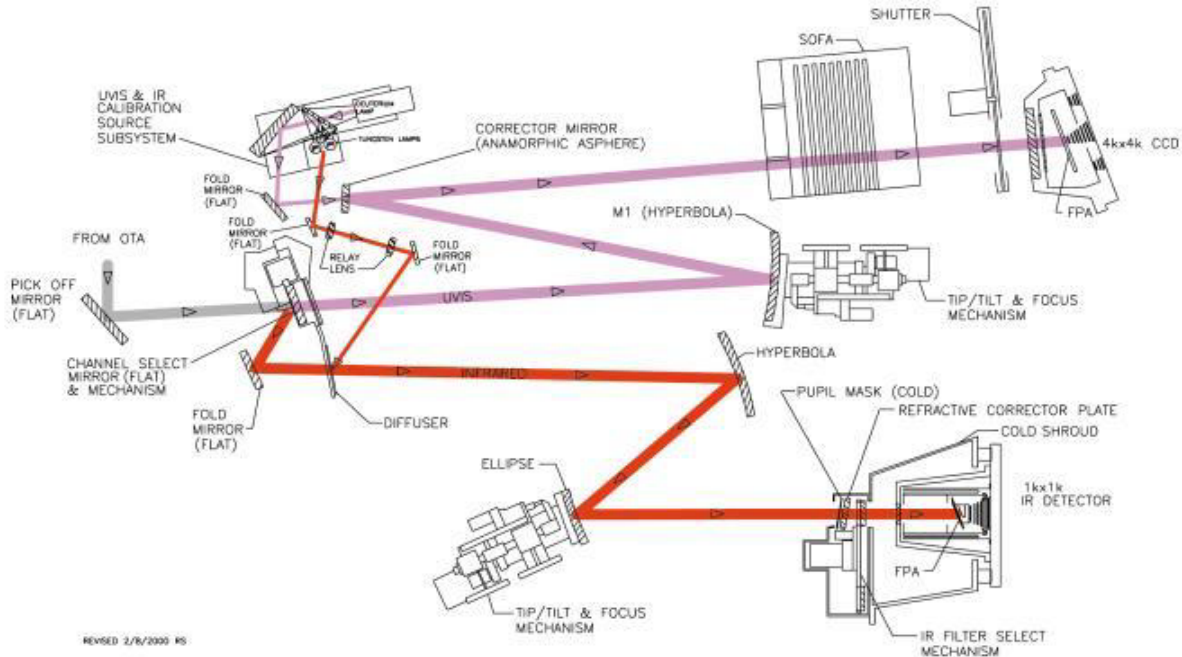 SHUTTER
SOFA
UVIS & IR
CALIBRATION
SOURCE
SUBSYSTEM
DEUTERIUM
LAMP
TUNGSTEN LAMPS
CORRECTOR MIRROR
(ANAMORPHIC ASPHERE)
4kx4k CCD
FPA
FOLD
MIRROR
(FLAT)
M1 (HYPERBOLA)
FOLD
MIRROR
(FLAT)
RELAY
LENS
FOLD
MIRROR
(FLAT)
FROM OTA
PICK OFF
MIRROR
(FLAT)
UVIS
TIP/TILT & FOCUS
MECHANISM
CHANNEL SELECT
MIRROR (FLAT)
& MECHANISM
INFRARED
HYPERBOLA
FOLD
MIRROR
(FLAT)
DIFFUSER
PUPIL MASK (COLD)
REFRACTIVE CORRECTOR PLATE
COLD SHROUD
ELLIPSE
1kx1k
IR DETECTOR
FPA
TIP/TILT & FOCUS
MECHANISM
IR FILTER SELECT
MECHANISM
REVISED 2/8/2000 RS